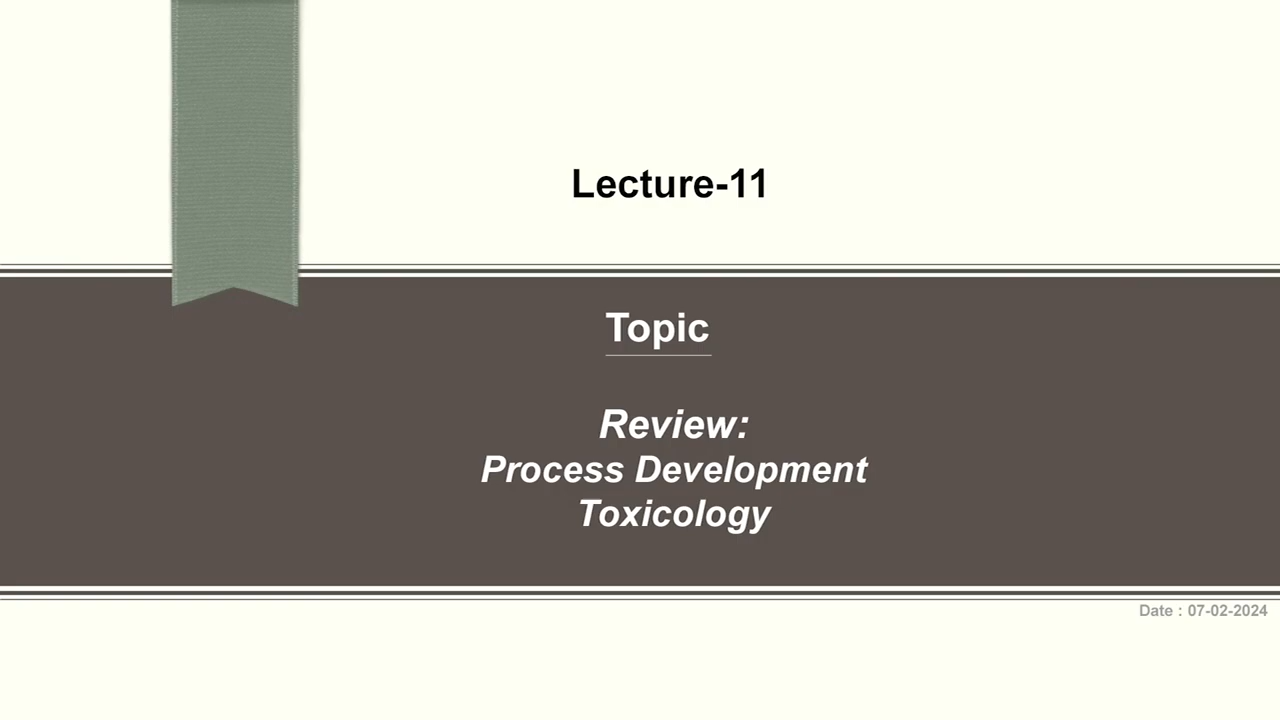 Lecture-11
Topic
Review:
Process Development
Toxicology
Date : 07-02-2024